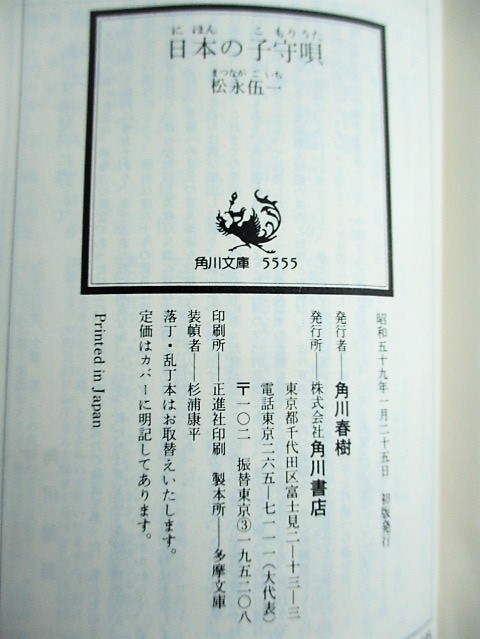 にほん こもりうた
日本の子守唄
まつながごいち
松永伍一
角川文庫 5555
昭和五十九年一月二十五日 初版発行
発行者——角川春樹
発行所——株式会社角川書店
東京都千代田区富士見二—十三—三
電話東京二六五—七一一一(大代表)
〒一〇二 振替東京③一九五二〇八
印刷所——正進社印刷 製本所——多摩文庫
装幀者——杉浦康平
落丁・乱丁本はお取替えいたします。
定価はカバーに明記してあります。
Printed in Japan